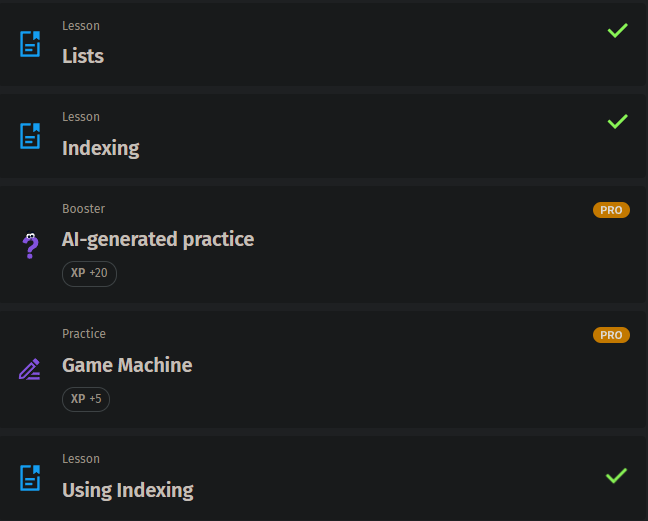 Lesson
Lists
Lesson
Indexing
Booster
PRO
AI-generated practice
XP +20
Practice
PRO
Game Machine
XP +5
Lesson
Using Indexing